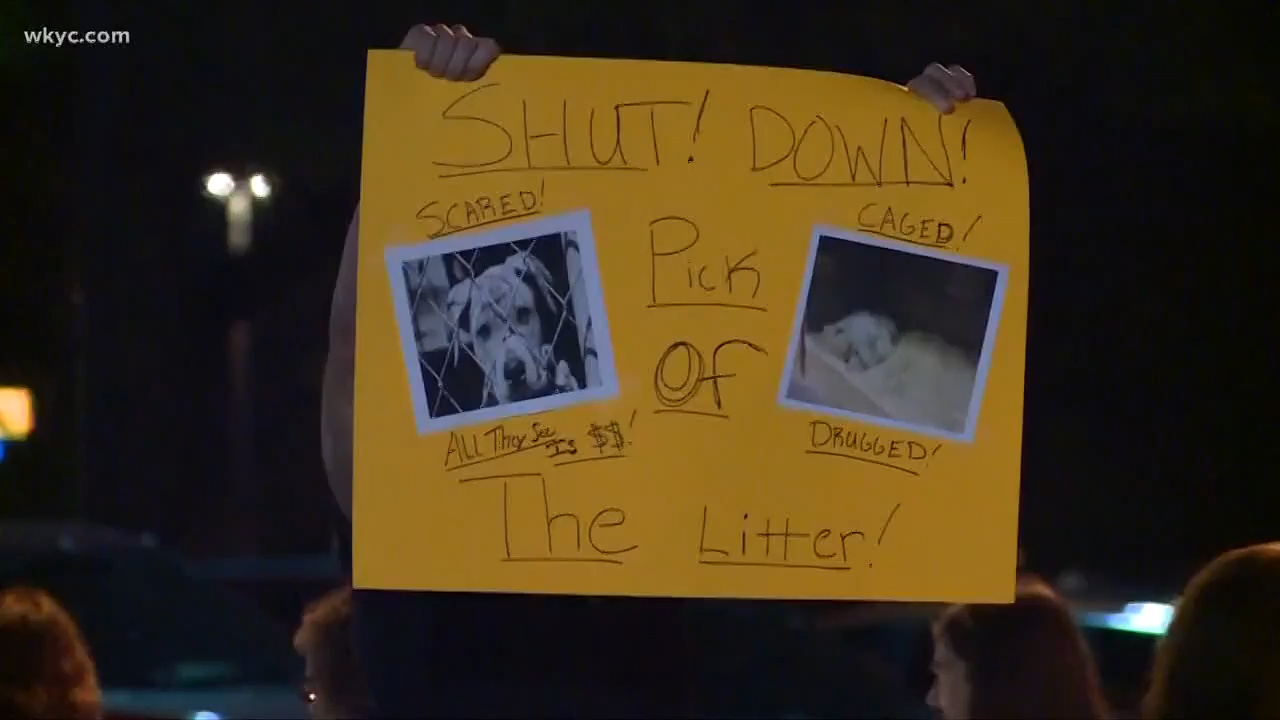 wkyc.com
SHUT! DOWN!
SCARED!
CAGED!
Pick
Of
ALL They See Is $$!
DRUGGED!
The Litter!